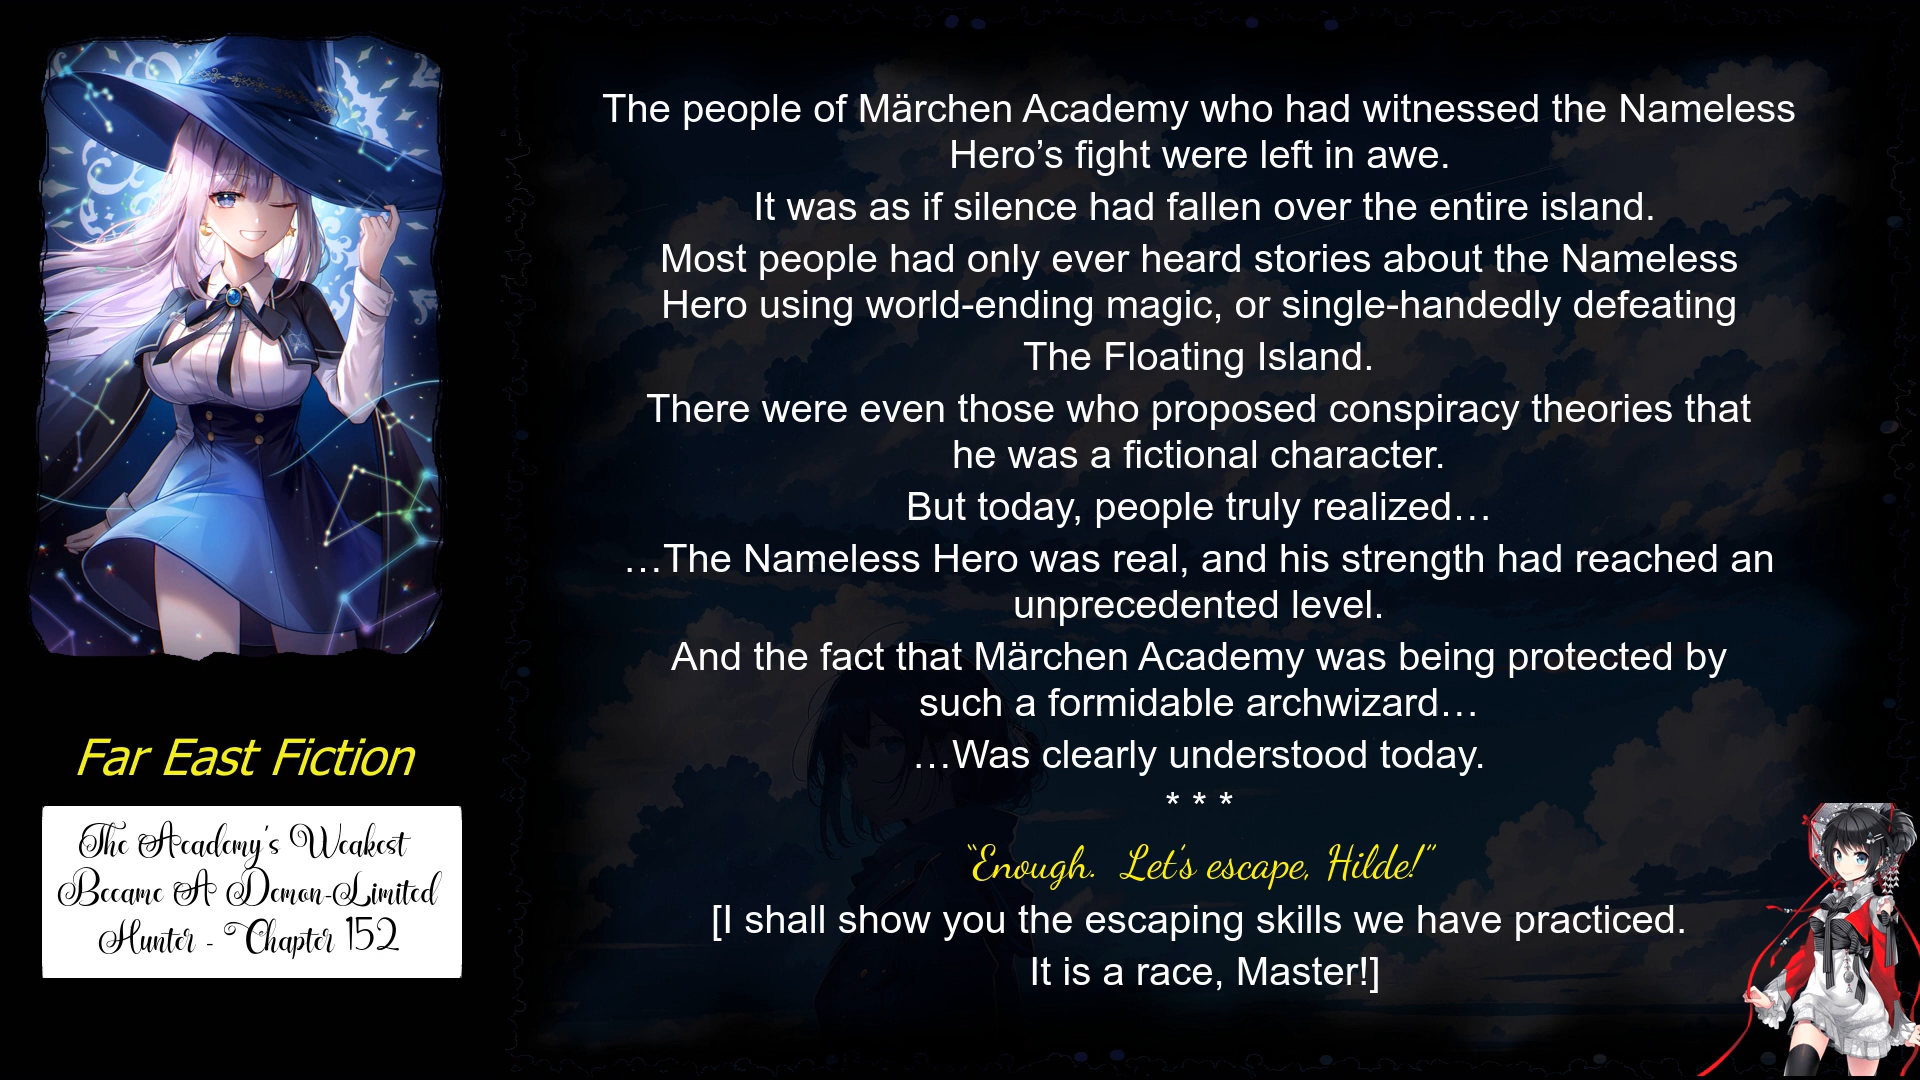 The people of Märchen Academy who had witnessed the Nameless
Hero’s fight were left in awe.
It was as if silence had fallen over the entire island.
Most people had only ever heard stories about the Nameless
Hero using world-ending magic, or single-handedly defeating
The Floating Island.
There were even those who proposed conspiracy theories that
he was a fictional character.
But today, people truly realized…
…The Nameless Hero was real, and his strength had reached an
unprecedented level.
And the fact that Märchen Academy was being protected by
such a formidable archwizard…
…Was clearly understood today.
* * *
“Enough. Let’s escape, Hilde!”
[I shall show you the escaping skills we have practiced.
It is a race, Master!]
Far East Fiction
The Academy's Weakest
Became A Demon-Limited
Hunter - Chapter 152